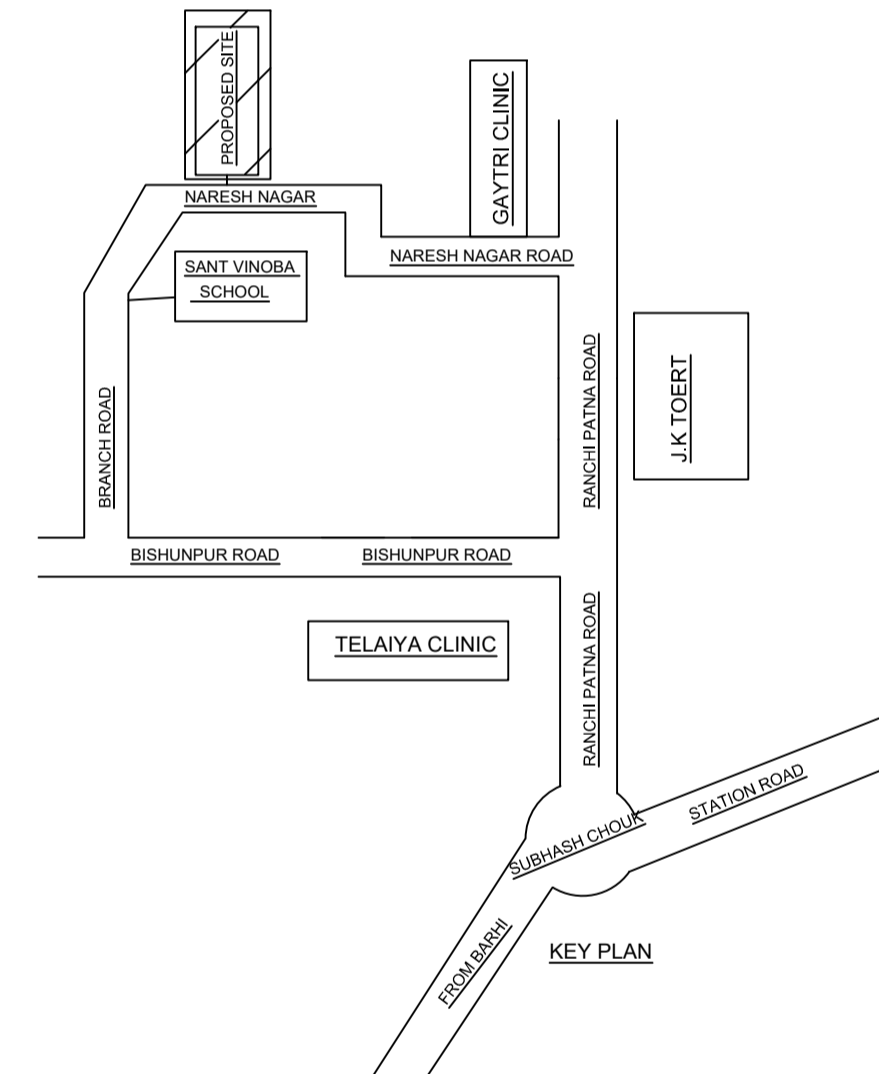 PROPOSED SITE
GAYTRI CLINIC
NARESH NAGAR
NARESH NAGAR ROAD
SANT VINOBA
SCHOOL
BRANCH ROAD
RANCHI PATNA ROAD
J.K TOERT
BISHUNPUR ROAD
BISHUNPUR ROAD
TELAIYA CLINIC
RANCHI PATNA ROAD
STATION ROAD
SUBHASH CHOUK
FROM BARHI
KEY PLAN